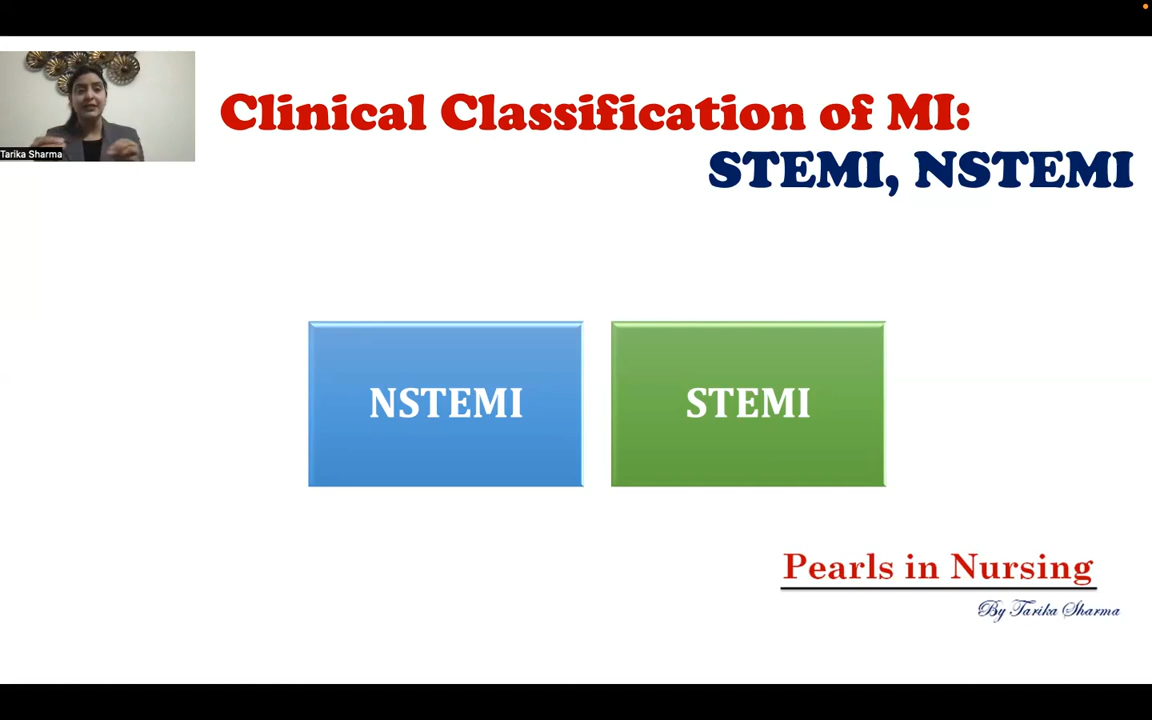 Tarika Sharma
Clinical Classification of MI:
STEMI, NSTEMI
NSTEMI
STEMI
Pearls in Nursing
By Tarika Sharma